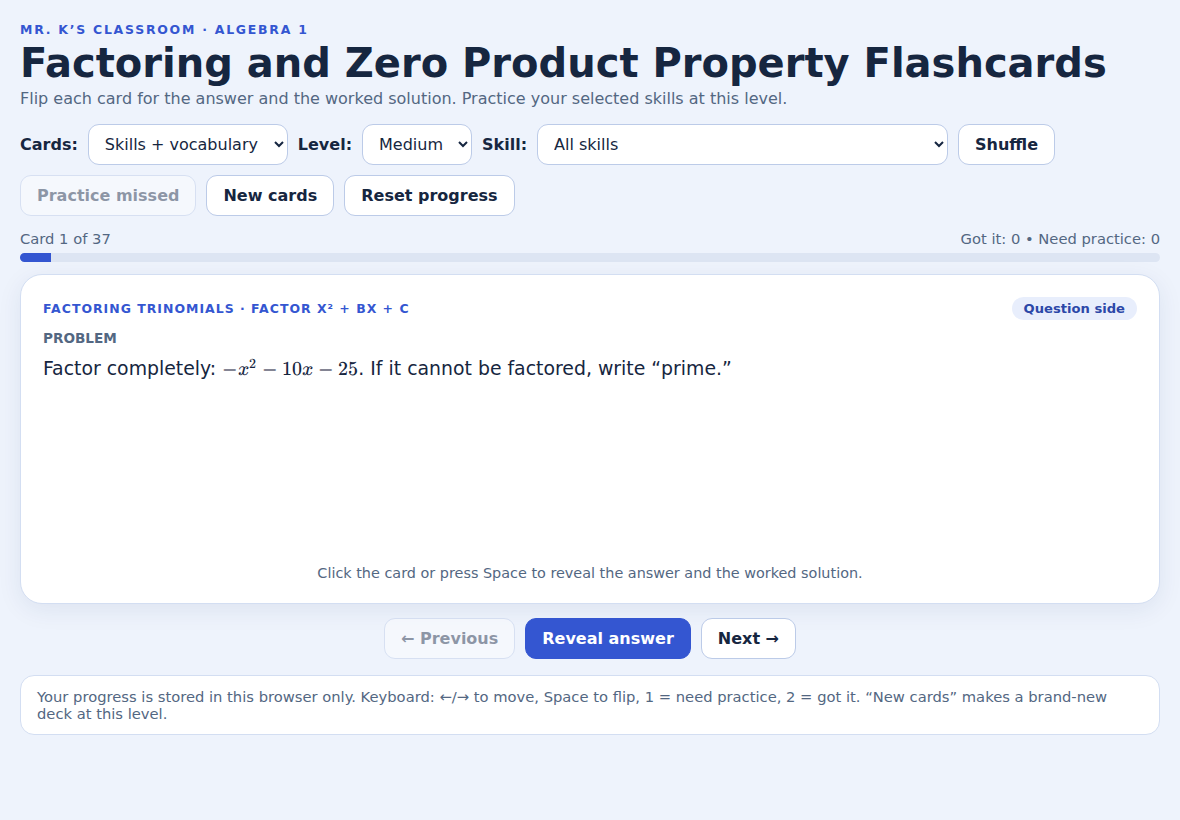 MR. K’S CLASSROOM · ALGEBRA 1
Factoring and Zero Product Property Flashcards
Flip each card for the answer and the worked solution. Practice your selected skills at this level.
Cards: Skills + vocabulary Level: Medium Skill: All skills Shuffle
Practice missed New cards Reset progress
Card 1 of 37 Got it: 0 • Need practice: 0
FACTORING TRINOMIALS · FACTOR X² + BX + C Question side
PROBLEM
Factor completely: −x² − 10x − 25. If it cannot be factored, write “prime.”
Click the card or press Space to reveal the answer and the worked solution.
← Previous Reveal answer Next →
Your progress is stored in this browser only. Keyboard: ←/→ to move, Space to flip, 1 = need practice, 2 = got it. “New cards” makes a brand-new
deck at this level.